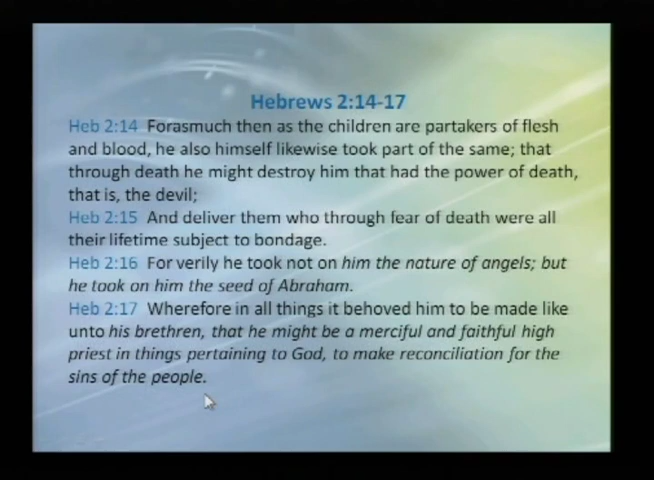 Hebrews 2:14-17
Heb 2:14 Forasmuch then as the children are partakers of flesh
and blood, he also himself likewise took part of the same; that
through death he might destroy him that had the power of death,
that is, the devil;
Heb 2:15 And deliver them who through fear of death were all
their lifetime subject to bondage.
Heb 2:16 For verily he took not on him the nature of angels; but
he took on him the seed of Abraham.
Heb 2:17 Wherefore in all things it behoved him to be made like
unto his brethren, that he might be a merciful and faithful high
priest in things pertaining to God, to make reconciliation for the
sins of the people.